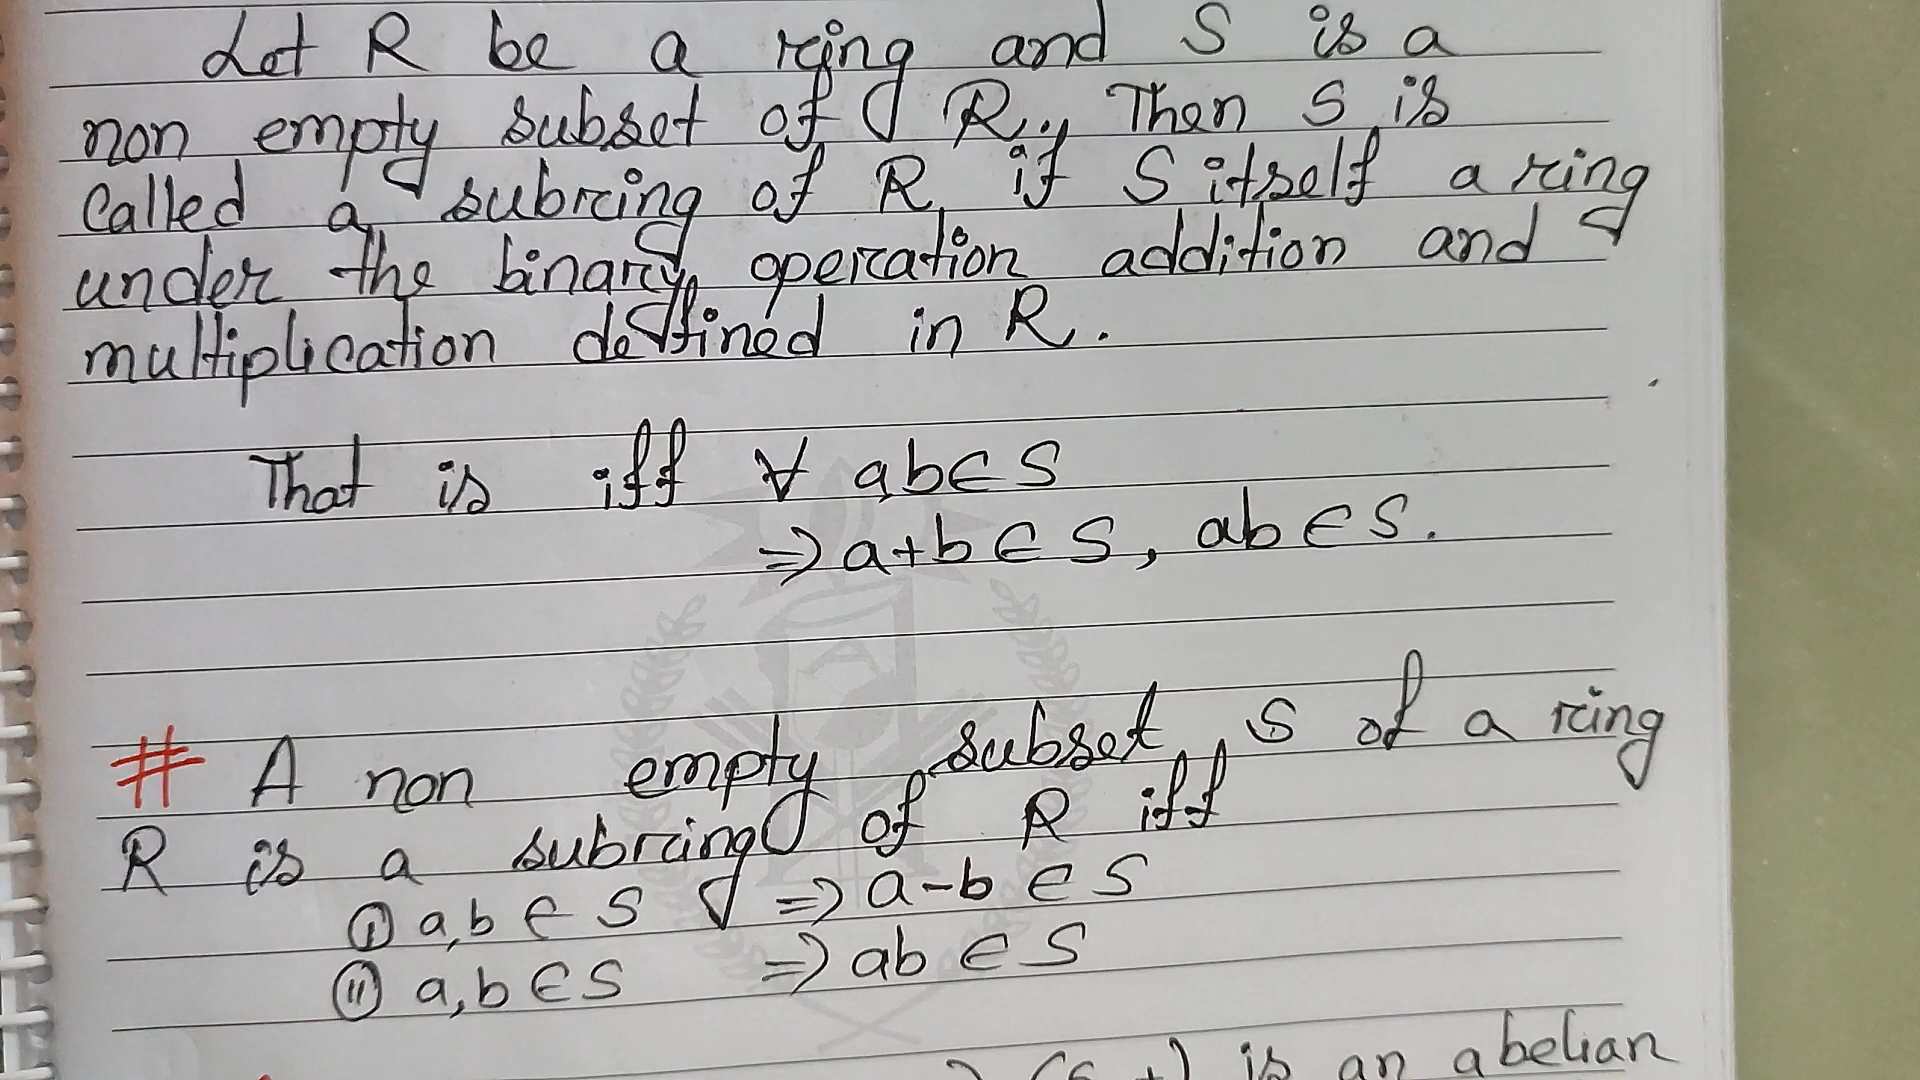 Let R be a ring and S is a
non empty subset of R. Then S is
called a subring of R if S itself a ring
under the binary operation addition and
multiplication defined in R.
That is iff ∀ a,b∈S
⇒ a+b ∈ S, ab ∈ S.
# A non empty subset S of a ring
R is a subring of R iff
(i) a,b ∈ S ⇒ a-b ∈ S
(ii) a,b ∈ S ⇒ ab ∈ S
is an abelian